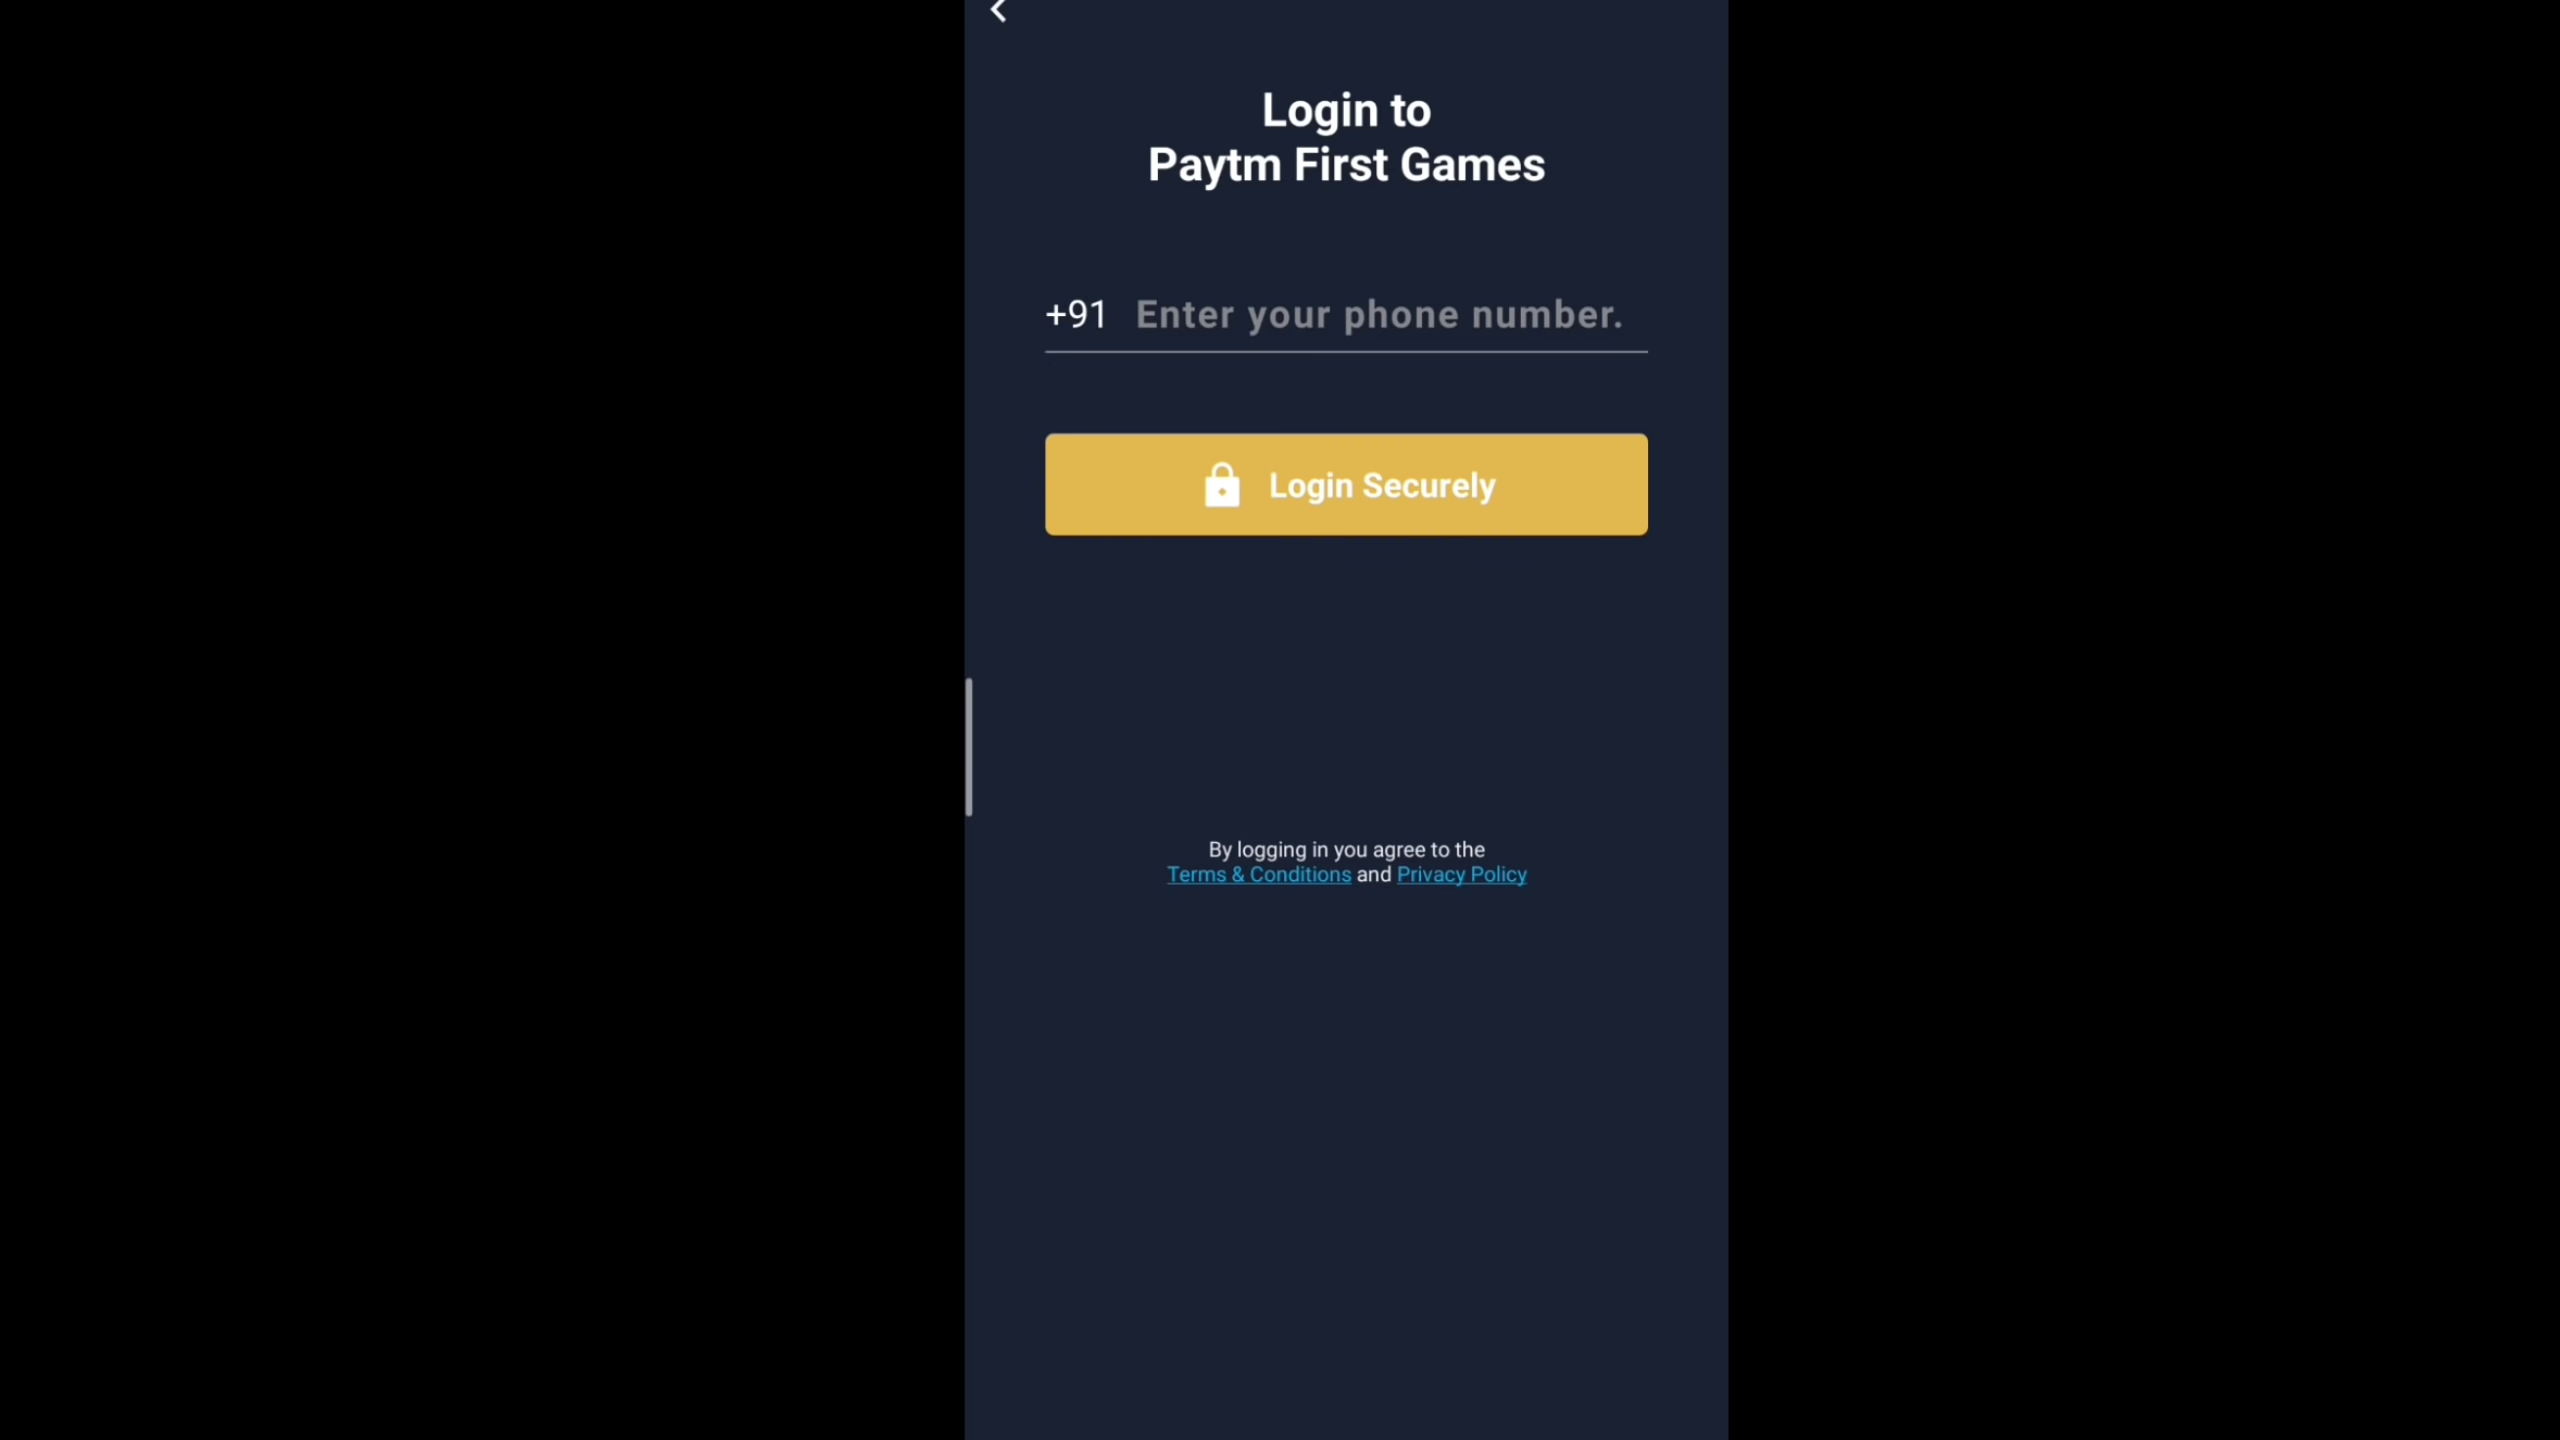 Login to
Paytm First Games
+91 Enter your phone number.
Login Securely
By logging in you agree to the
Terms & Conditions and Privacy Policy